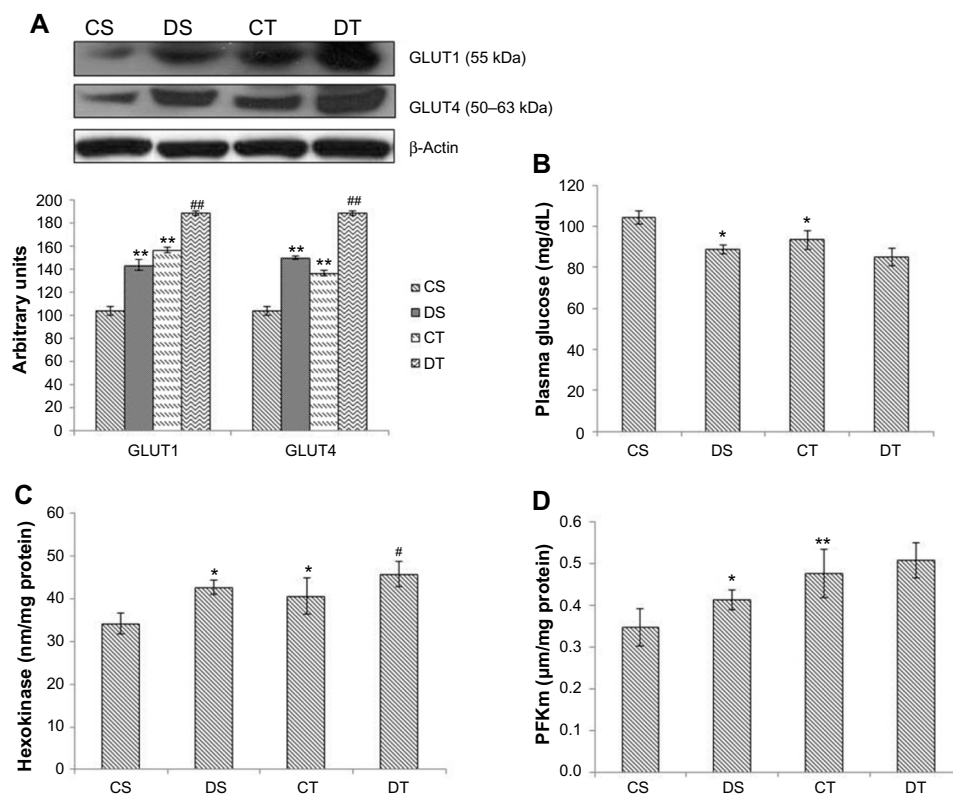 A
CS DS CT DT
GLUT1 (55 kDa)
GLUT4 (50–63 kDa)
β-Actin
Arbitrary units
200
180
160
140
120
100
80
60
40
20
0
** ** ##
** ** ##
GLUT1 GLUT4
CS
DS
CT
DT
B
Plasma glucose (mg/dL)
120
100
80
60
40
20
0
* *
CS DS CT DT
C
Hexokinase (nm/mg protein)
60
50
40
30
20
10
0
* * #
CS DS CT DT
D
PFKm (μm/mg protein)
0.6
0.5
0.4
0.3
0.2
0.1
0.0
* **
CS DS CT DT